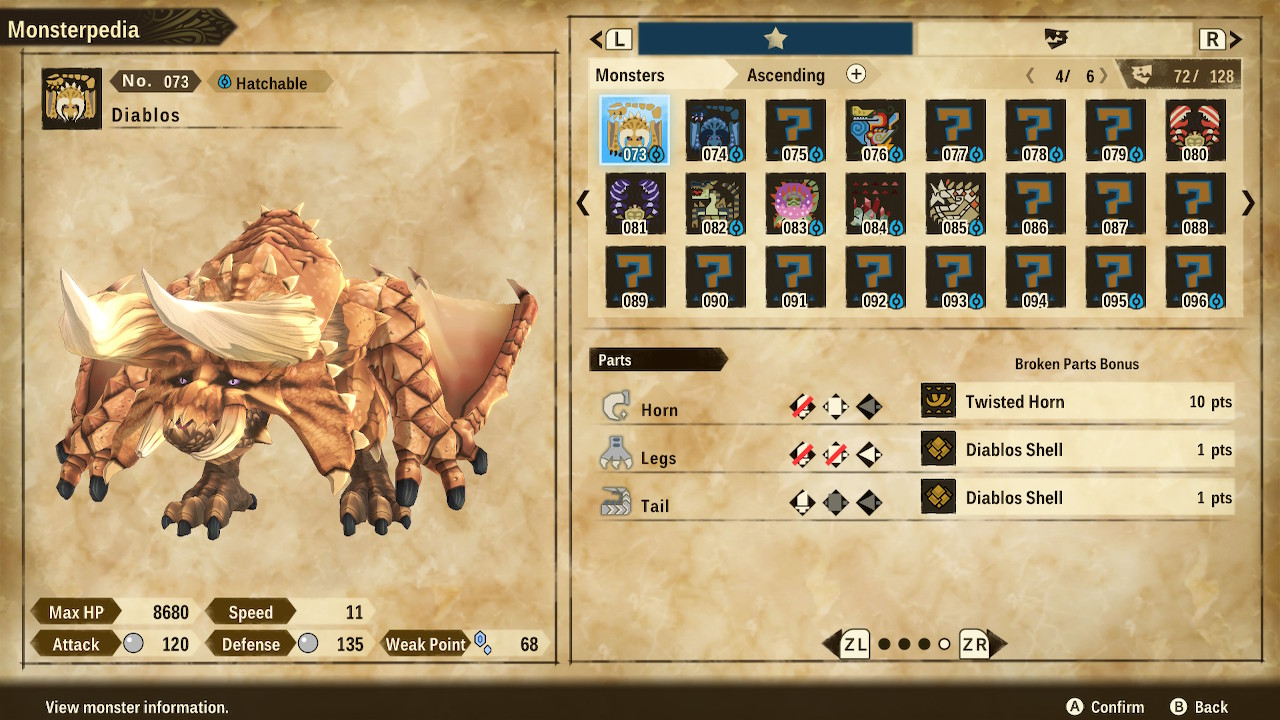 Monsterpedia
No. 073
Hatchable
Diablos
Max HP 8680
Speed 11
Attack 120
Defense 135
Weak Point 68
L
R
Monsters
Ascending
4/ 6
72/ 128
073 074 075 076 077 078 079 080
081 082 083 084 085 086 087 088
089 090 091 092 093 094 095 096
Parts
Broken Parts Bonus
Horn
Twisted Horn 10 pts
Legs
Diablos Shell 1 pts
Tail
Diablos Shell 1 pts
ZL ZR
View monster information.
A Confirm B Back